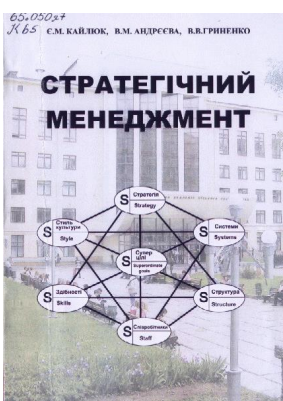 65.050я7
К65
Є.М. КАЙЛЮК, В.М. АНДРЄЄВА, В.В.ГРИНЕНКО
СТРАТЕГІЧНИЙ
МЕНЕДЖМЕНТ
S
Стратегія
Strategy
S
Стиль
культури
Style
S
Системи
Systems
S
Супер
цілі
Superordinate
goals
S
Здібності
Skills
S
Структура
Structure
S
Співробітники
Staff